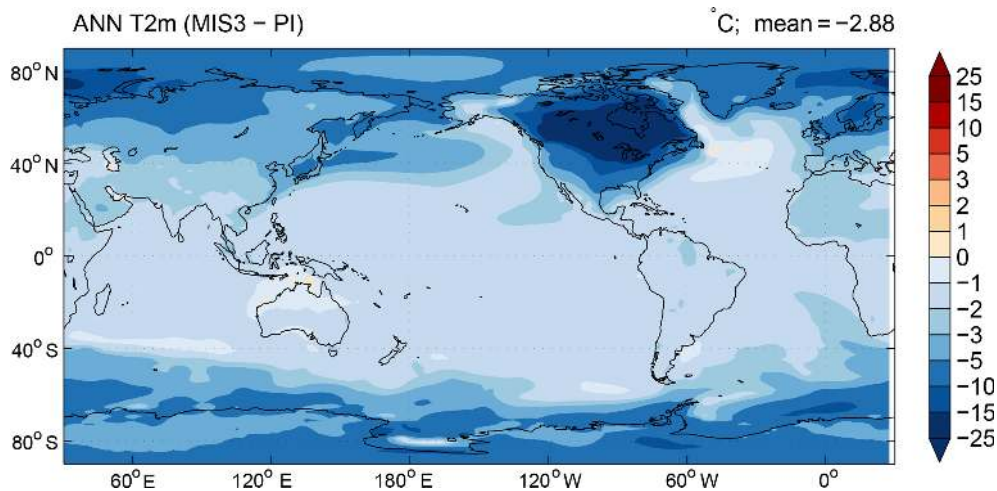 ANN T2m (MIS3 − PI) °C; mean = −2.88
80° N
40° N
0°
40° S
80° S
60° E 120° E 180° E 120° W 60° W 0°
25
15
10
5
3
2
1
0
−1
−2
−3
−5
−10
−15
−25